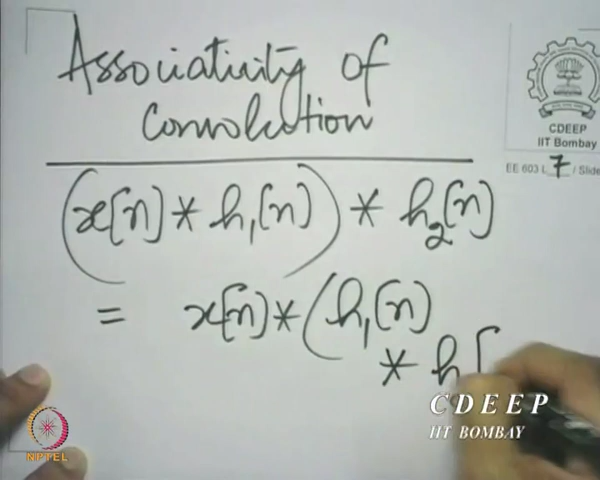 Associativity of
Convolution
(x[n] * h₁[n]) * h₂[n]
= x[n] * (h₁[n]
* h[
CDEEP
IIT Bombay
EE 603 L 7 / Slide
CDEEP
IIT BOMBAY
NPTEL